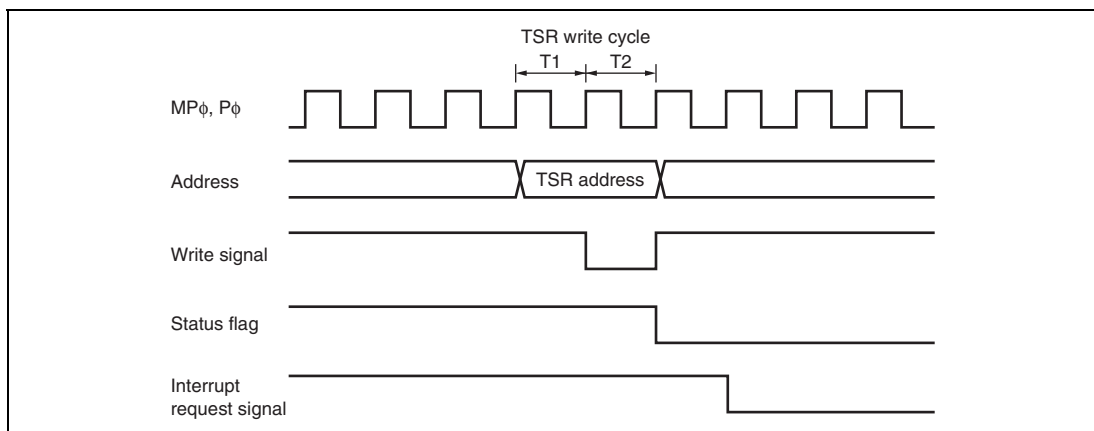 TSR write cycle
T1 T2
MPϕ, Pϕ
Address
TSR address
Write signal
Status flag
Interrupt
request signal